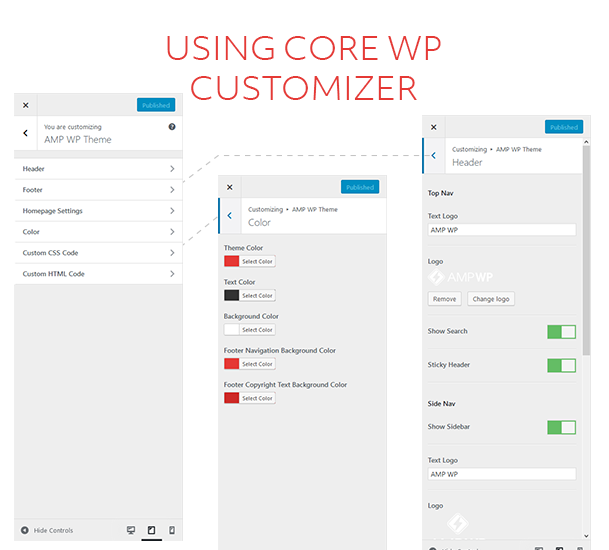 USING CORE WP
CUSTOMIZER
Published
You are customizing
AMP WP Theme
Header
Footer
Homepage Settings
Color
Custom CSS Code
Custom HTML Code
Hide Controls
Published
Customizing • AMP WP Theme
Color
Theme Color
Select Color
Text Color
Select Color
Background Color
Select Color
Footer Navigation Background Color
Select Color
Footer Copyright Text Background Color
Select Color
Published
Customizing • AMP WP Theme
Header
Top Nav
Text Logo
AMP WP
Logo
AMPWP
Remove Change logo
Show Search
Sticky Header
Side Nav
Show Sidebar
Text Logo
AMP WP
Logo